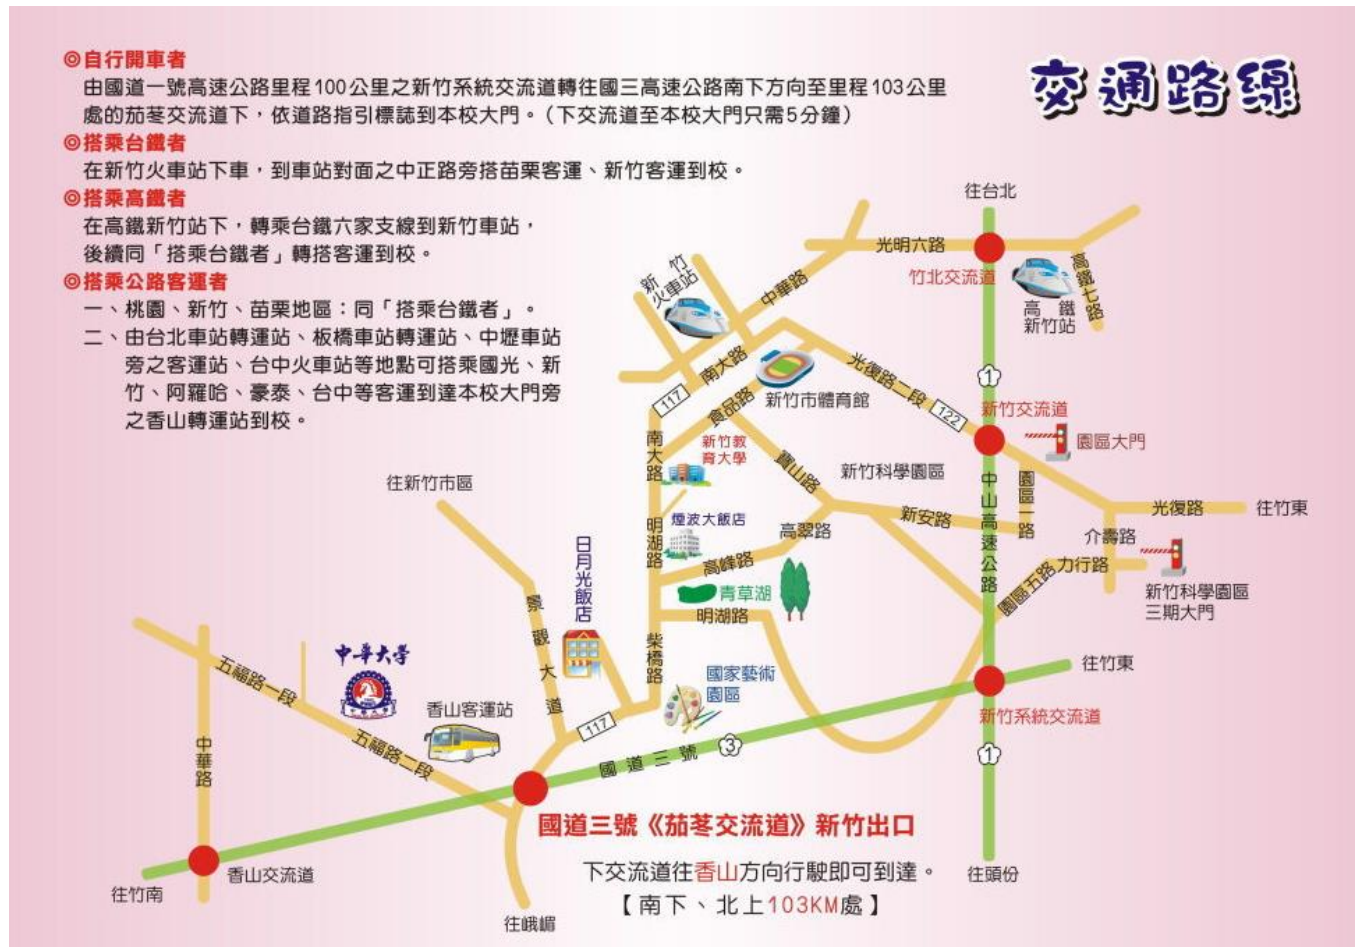 交通路線
◎自行開車者
由國道一號高速公路里程100公里之新竹系統交流道轉往國三高速公路南下方向至里程103公里
處的茄苳交流道下，依道路指引標誌到本校大門。（下交流道至本校大門只需5分鐘）
◎搭乘台鐵者
在新竹火車站下車，到車站對面之中正路旁搭苗栗客運、新竹客運到校。
◎搭乘高鐵者
在高鐵新竹站下，轉乘台鐵六家支線到新竹車站，
後續同「搭乘台鐵者」轉搭客運到校。
◎搭乘公路客運者
一、桃園、新竹、苗栗地區：同「搭乘台鐵者」。
二、由台北車站轉運站、板橋車站轉運站、中壢車站
旁之客運站、台中火車站等地點可搭乘國光、新
竹、阿羅哈、豪泰、台中等客運到達本校大門旁
之香山轉運站到校。
往台北
光明六路
竹北交流道
高鐵七路
高鐵
新竹站
新竹
火車站
中華路
南大路
117
食品路
新竹市體育館
光復路二段
122
1
新竹交流道
園區大門
南大路
新竹教
育大學
寶山路
新竹科學園區
中山高速公路
園區一路
往新竹市區
光復路
往竹東
新安路
介壽路
明湖路
煙波大飯店
高翠路
高峰路
日月光飯店
青草湖
明湖路
園區五路
力行路
新竹科學園區
三期大門
景觀大道
柴橋路
國家藝術
園區
往竹東
新竹系統交流道
五福路一段
中華大學
香山客運站
117
五福路二段
中華路
國道三號
3
1
國道三號《茄苳交流道》新竹出口
下交流道往香山方向行駛即可到達。
【南下、北上103KM處】
香山交流道
往竹南
往峨嵋
往頭份